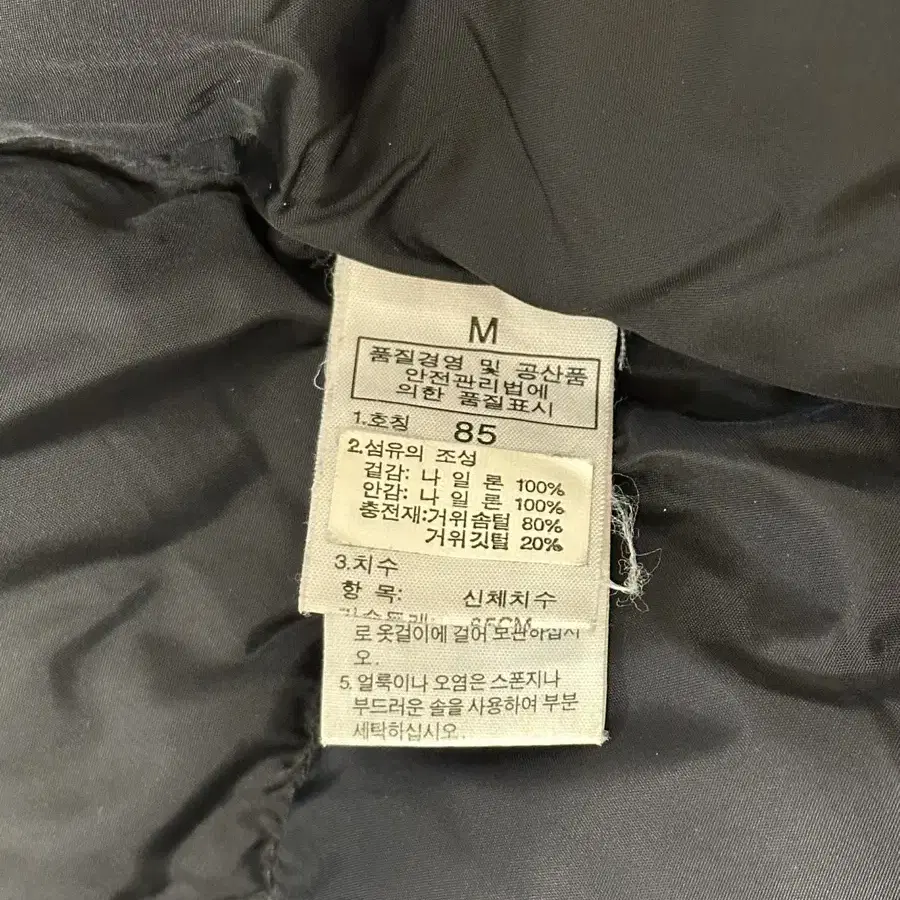 M
품질경영 및 공산품
안전관리법에
의한 품질표시
1.호칭 85
2.섬유의 조성
겉감: 나 일 론 100%
안감: 나 일 론 100%
충전재:거위솜털 80%
거위깃털 20%
3.치수
항 목: 신체치수
로 옷걸이에 걸어 보관하십시
오.
5. 얼룩이나 오염은 스폰지나
부드러운 솔을 사용하여 부분
세탁하십시오.